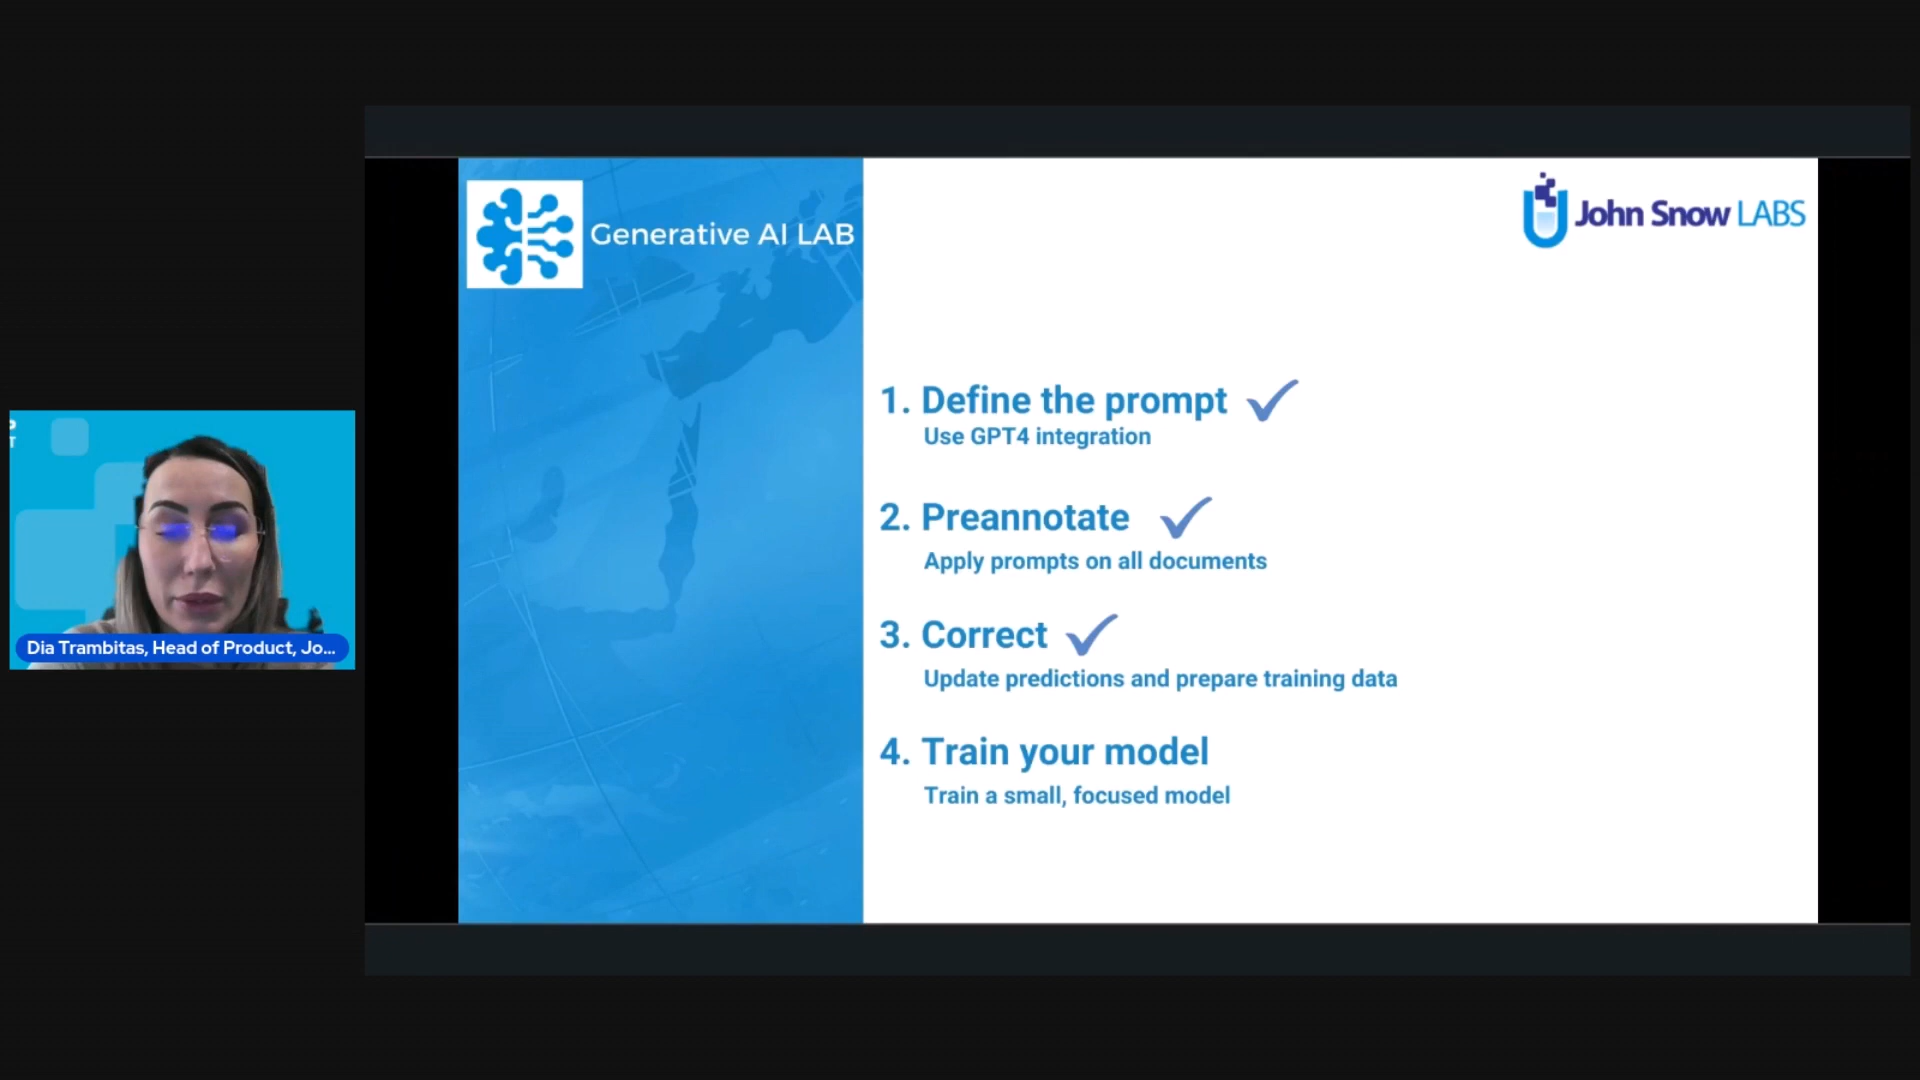 Generative AI LAB
John Snow LABS
1. Define the prompt
Use GPT4 integration
2. Preannotate
Apply prompts on all documents
3. Correct
Update predictions and prepare training data
4. Train your model
Train a small, focused model
Dia Trambitas, Head of Product, Jo...